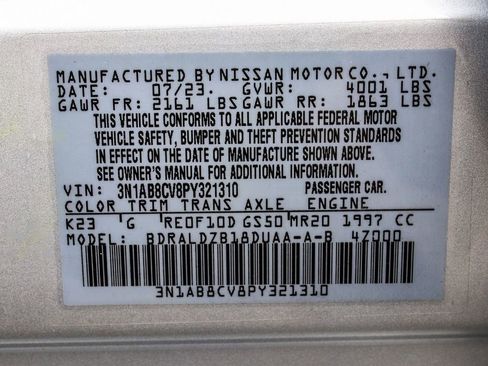 MANUFACTURED BY NISSAN MOTOR CO., LTD.
DATE: 07/23. GVWR: 4001 LBS
GAWR FR: 2161 LBS GAWR RR: 1863 LBS
THIS VEHICLE CONFORMS TO ALL APPLICABLE FEDERAL MOTOR
VEHICLE SAFETY, BUMPER AND THEFT PREVENTION STANDARDS
IN EFFECT ON THE DATE OF MANUFACTURE SHOWN ABOVE.
SEE OWNER'S MANUAL FOR ADDITIONAL INFORMATION.
VIN: 3N1AB8CV8PY321310 PASSENGER CAR.
COLOR TRIM TRANS AXLE ENGINE
K23 G RE0F10D GS50 MR20 1997 CC
MODEL: BDRALDZB18DUAA-A-B 4Z000
3N1AB8CV8PY321310